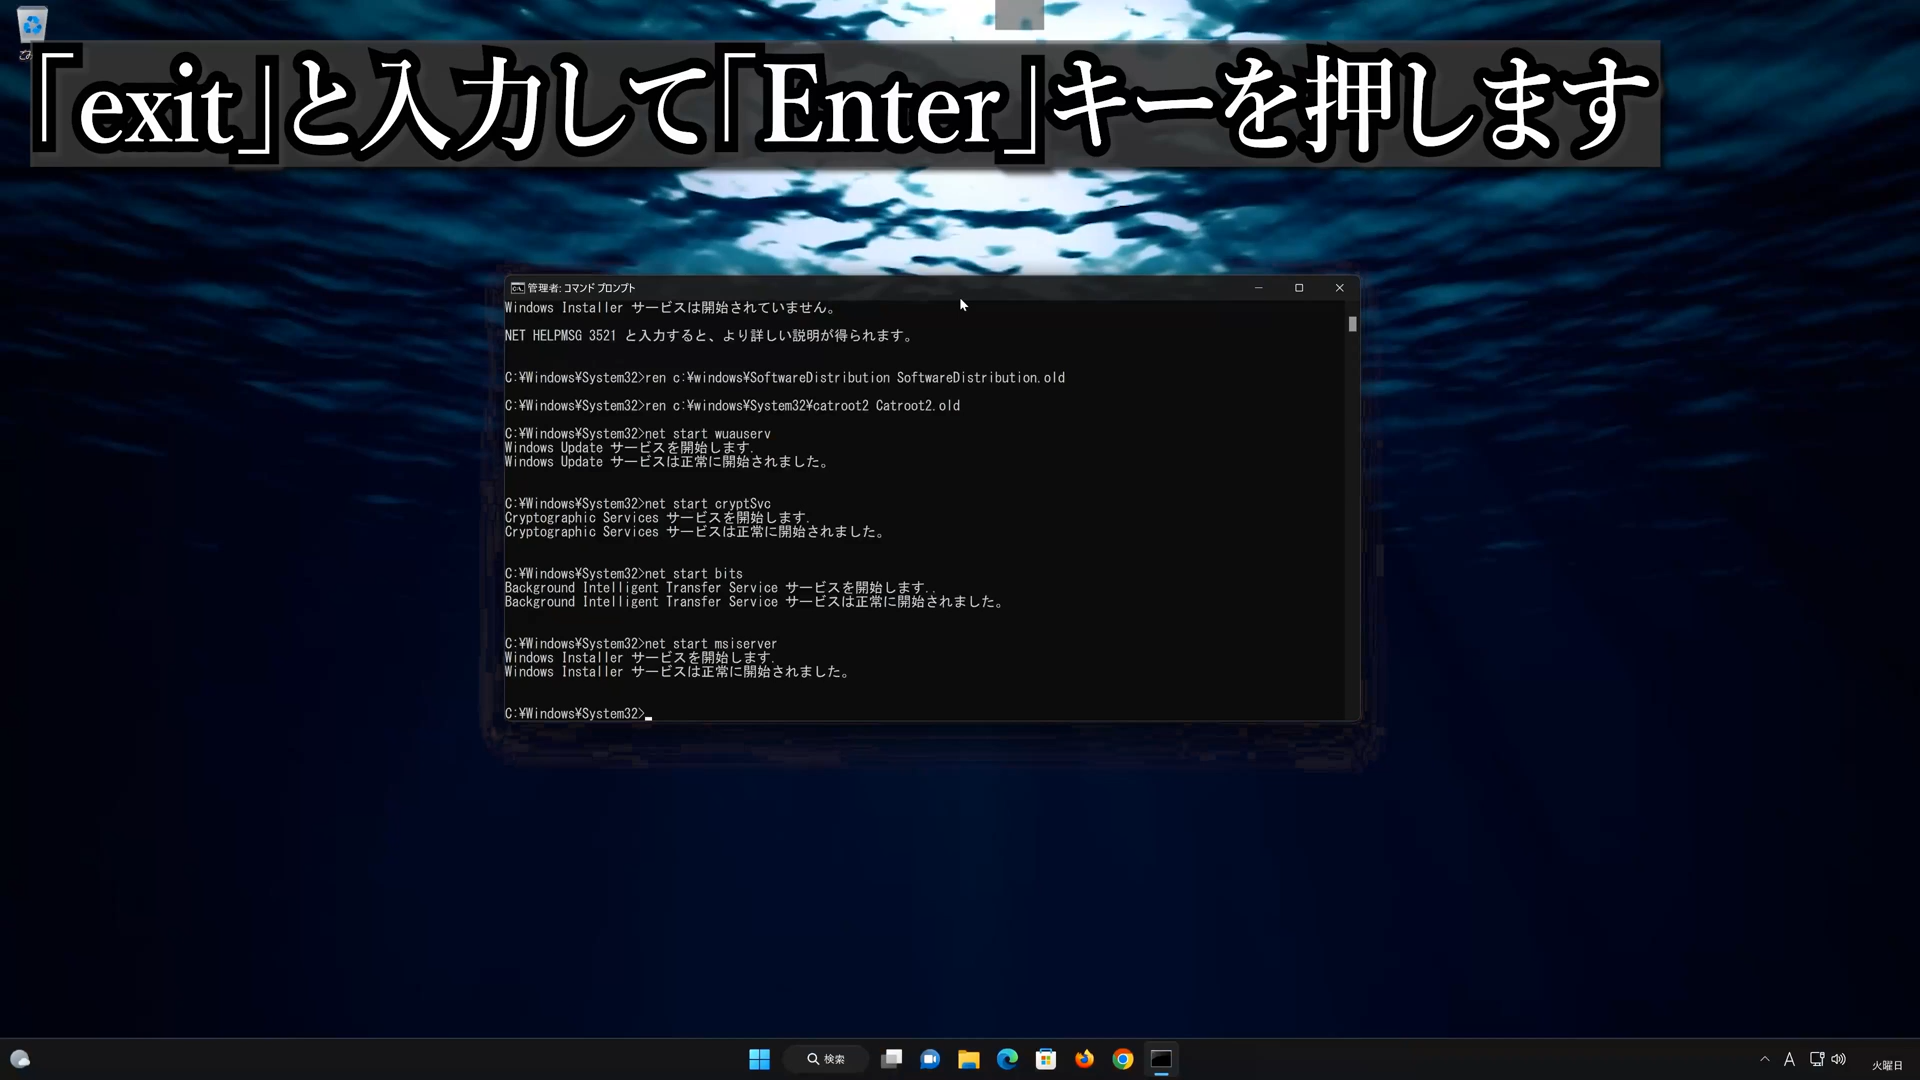 「exit」と入力して「Enter」キーを押します
管理者: コマンド プロンプト
Windows Installer サービスは開始されていません。
NET HELPMSG 3521 と入力すると、より詳しい説明が得られます。
C:¥Windows¥System32>ren c:¥windows¥SoftwareDistribution SoftwareDistribution.old
C:¥Windows¥System32>ren c:¥windows¥System32¥catroot2 Catroot2.old
C:¥Windows¥System32>net start wuauserv
Windows Update サービスを開始します.
Windows Update サービスは正常に開始されました。
C:¥Windows¥System32>net start cryptSvc
Cryptographic Services サービスを開始します.
Cryptographic Services サービスは正常に開始されました。
C:¥Windows¥System32>net start bits
Background Intelligent Transfer Service サービスを開始します..
Background Intelligent Transfer Service サービスは正常に開始されました。
C:¥Windows¥System32>net start msiserver
Windows Installer サービスを開始します.
Windows Installer サービスは正常に開始されました。
C:¥Windows¥System32>
検索
A
火曜日